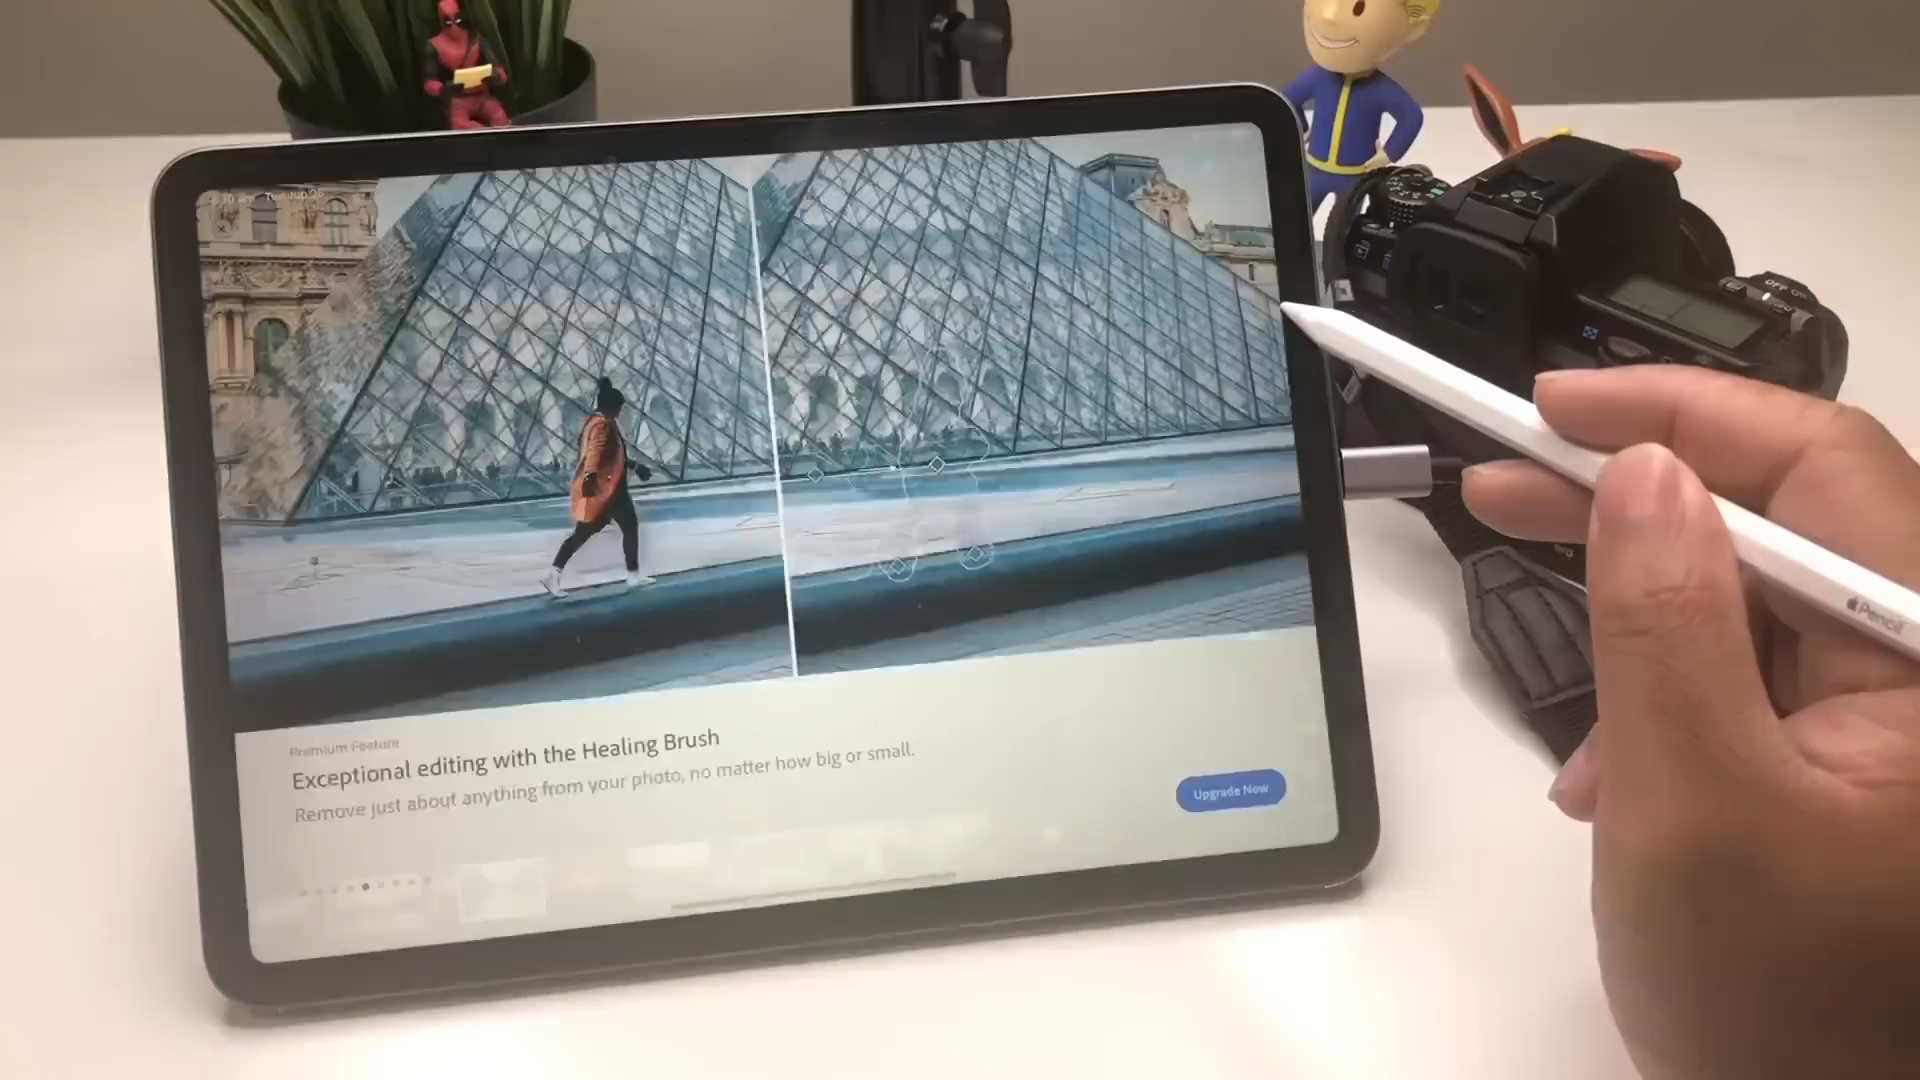 Premium Feature
Exceptional editing with the Healing Brush
Remove just about anything from your photo, no matter how big or small.
Upgrade Now
Pencil
OFF